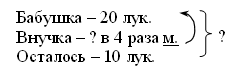 Бабушка – 20 лук.
Внучка – ? в 4 раза м.
Осталось – 10 лук.
?